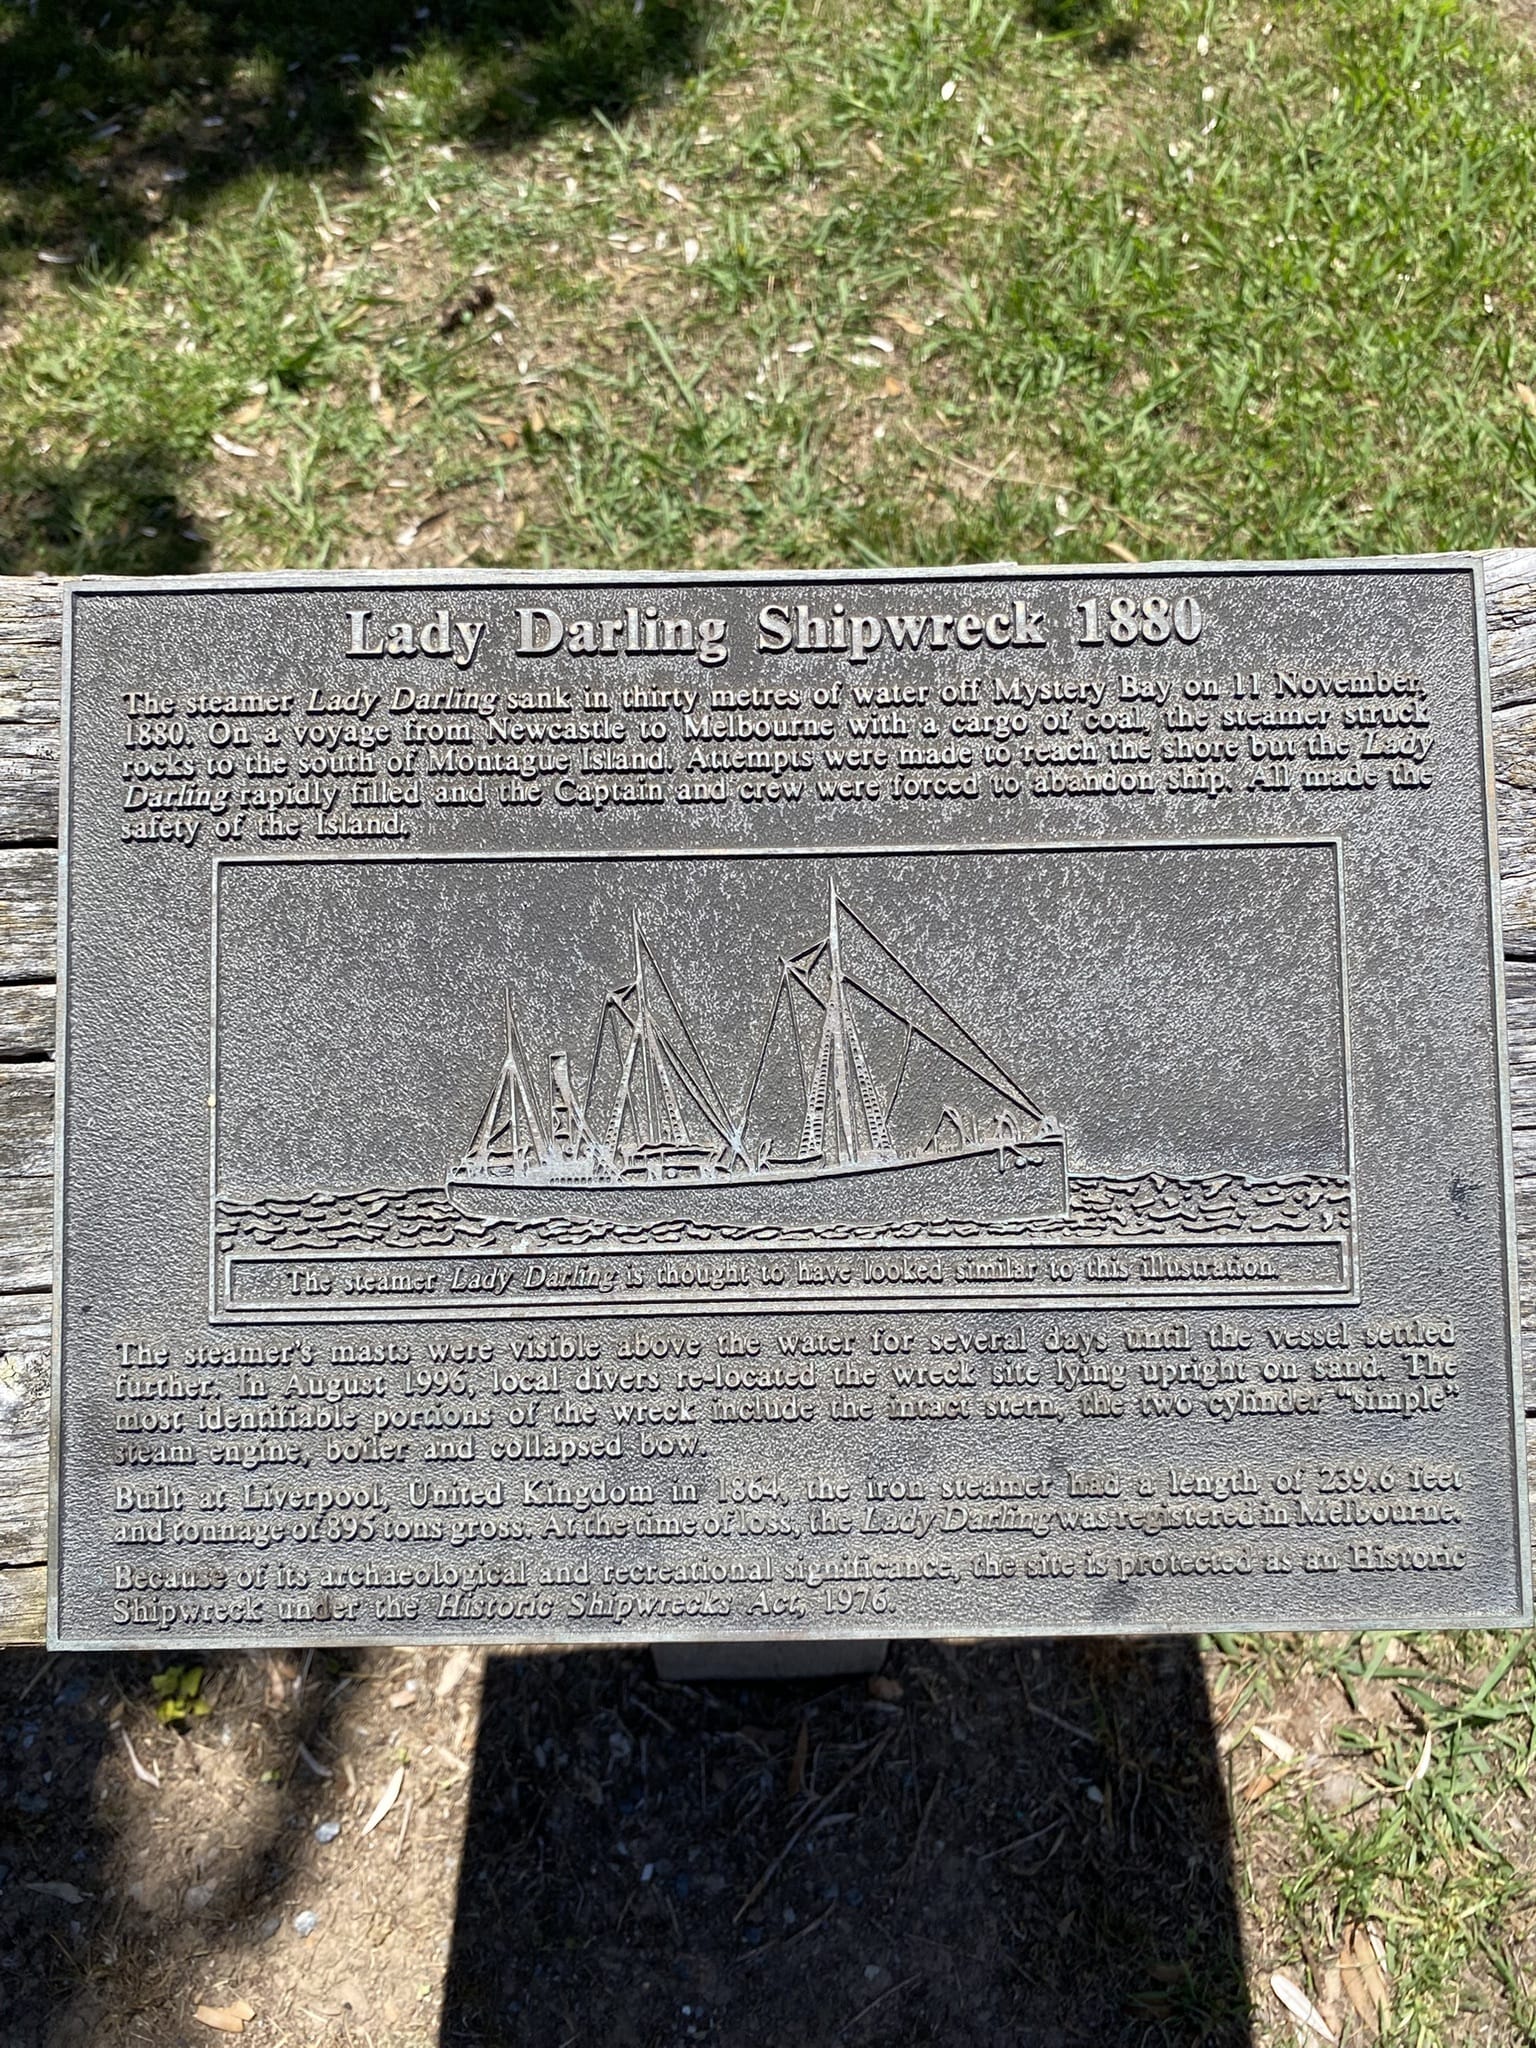 Lady Darling Shipwreck 1880
The steamer Lady Darling sank in thirty metres of water off Mystery Bay on 11 November,
1880. On a voyage from Newcastle to Melbourne with a cargo of coal, the steamer struck
rocks to the south of Montague Island. Attempts were made to reach the shore but the Lady
Darling rapidly filled and the Captain and crew were forced to abandon ship. All made the
safety of the Island.
The steamer Lady Darling is thought to have looked similar to this illustration.
The steamer's masts were visible above the water for several days until the vessel settled
further. In August 1996, local divers re-located the wreck site lying upright on sand. The
most identifiable portions of the wreck include the intact stern, the two cylinder "simple"
steam engine, boiler and collapsed bow.
Built at Liverpool, United Kingdom in 1864, the iron steamer had a length of 239.6 feet
and tonnage of 895 tons gross. At the time of loss, the Lady Darling was registered in Melbourne.
Because of its archaeological and recreational significance, the site is protected as an Historic
Shipwreck under the Historic Shipwrecks Act, 1976.